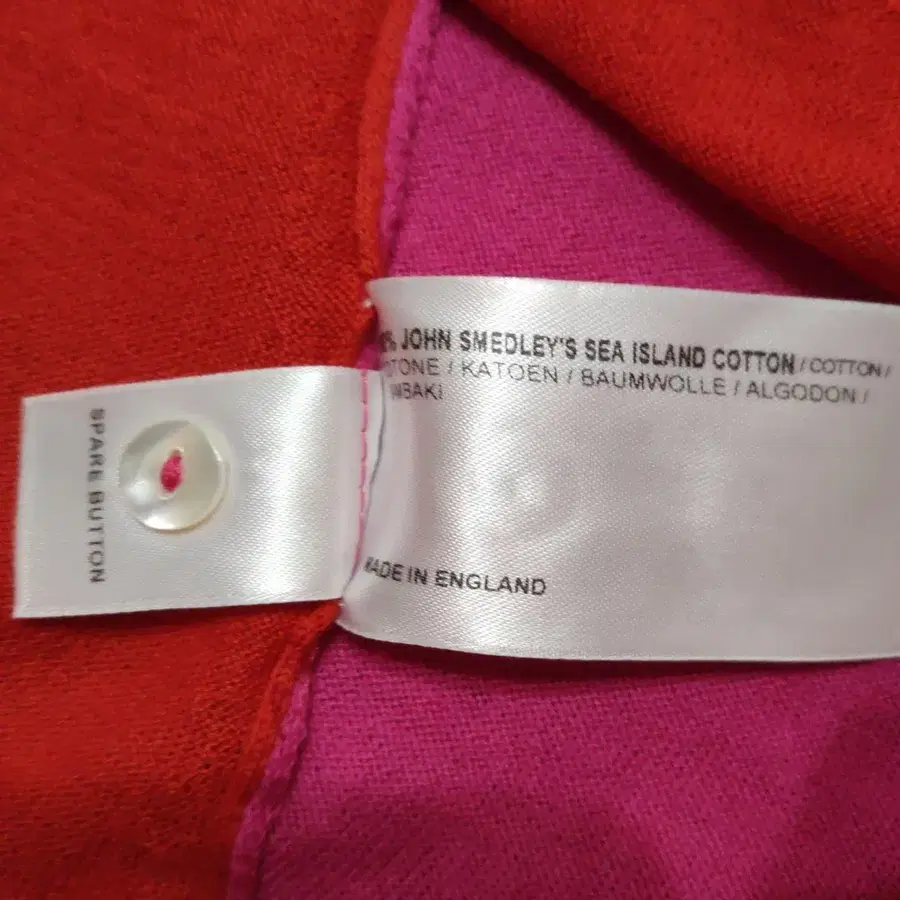 SPARE BUTTON
JOHN SMEDLEY'S SEA ISLAND COTTON / COTTON /
/ KATOEN / BAUMWOLLE / ALGODON /
MADE IN ENGLAND